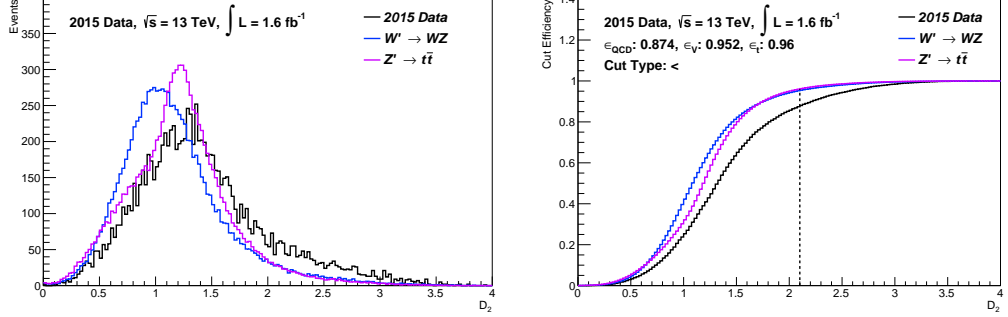 Events
2015 Data, √s = 13 TeV, ∫ L = 1.6 fb⁻¹
2015 Data
W' → WZ
Z' → tt̄
350
300
250
200
150
100
50
0
0 0.5 1 1.5 2 2.5 3 3.5 4
D₂
Cut Efficiency
2015 Data, √s = 13 TeV, ∫ L = 1.6 fb⁻¹
∈QCD: 0.874, ∈V: 0.952, ∈t: 0.96
Cut Type: <
2015 Data
W' → WZ
Z' → tt̄
1.4
1.2
1
0.8
0.6
0.4
0.2
0
0 0.5 1 1.5 2 2.5 3 3.5 4
D₂